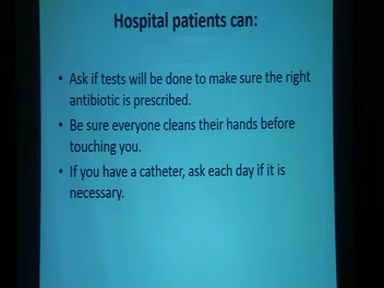 Hospital patients can:
• Ask if tests will be done to make sure the right
antibiotic is prescribed.
• Be sure everyone cleans their hands before
touching you.
• If you have a catheter, ask each day if it is
necessary.